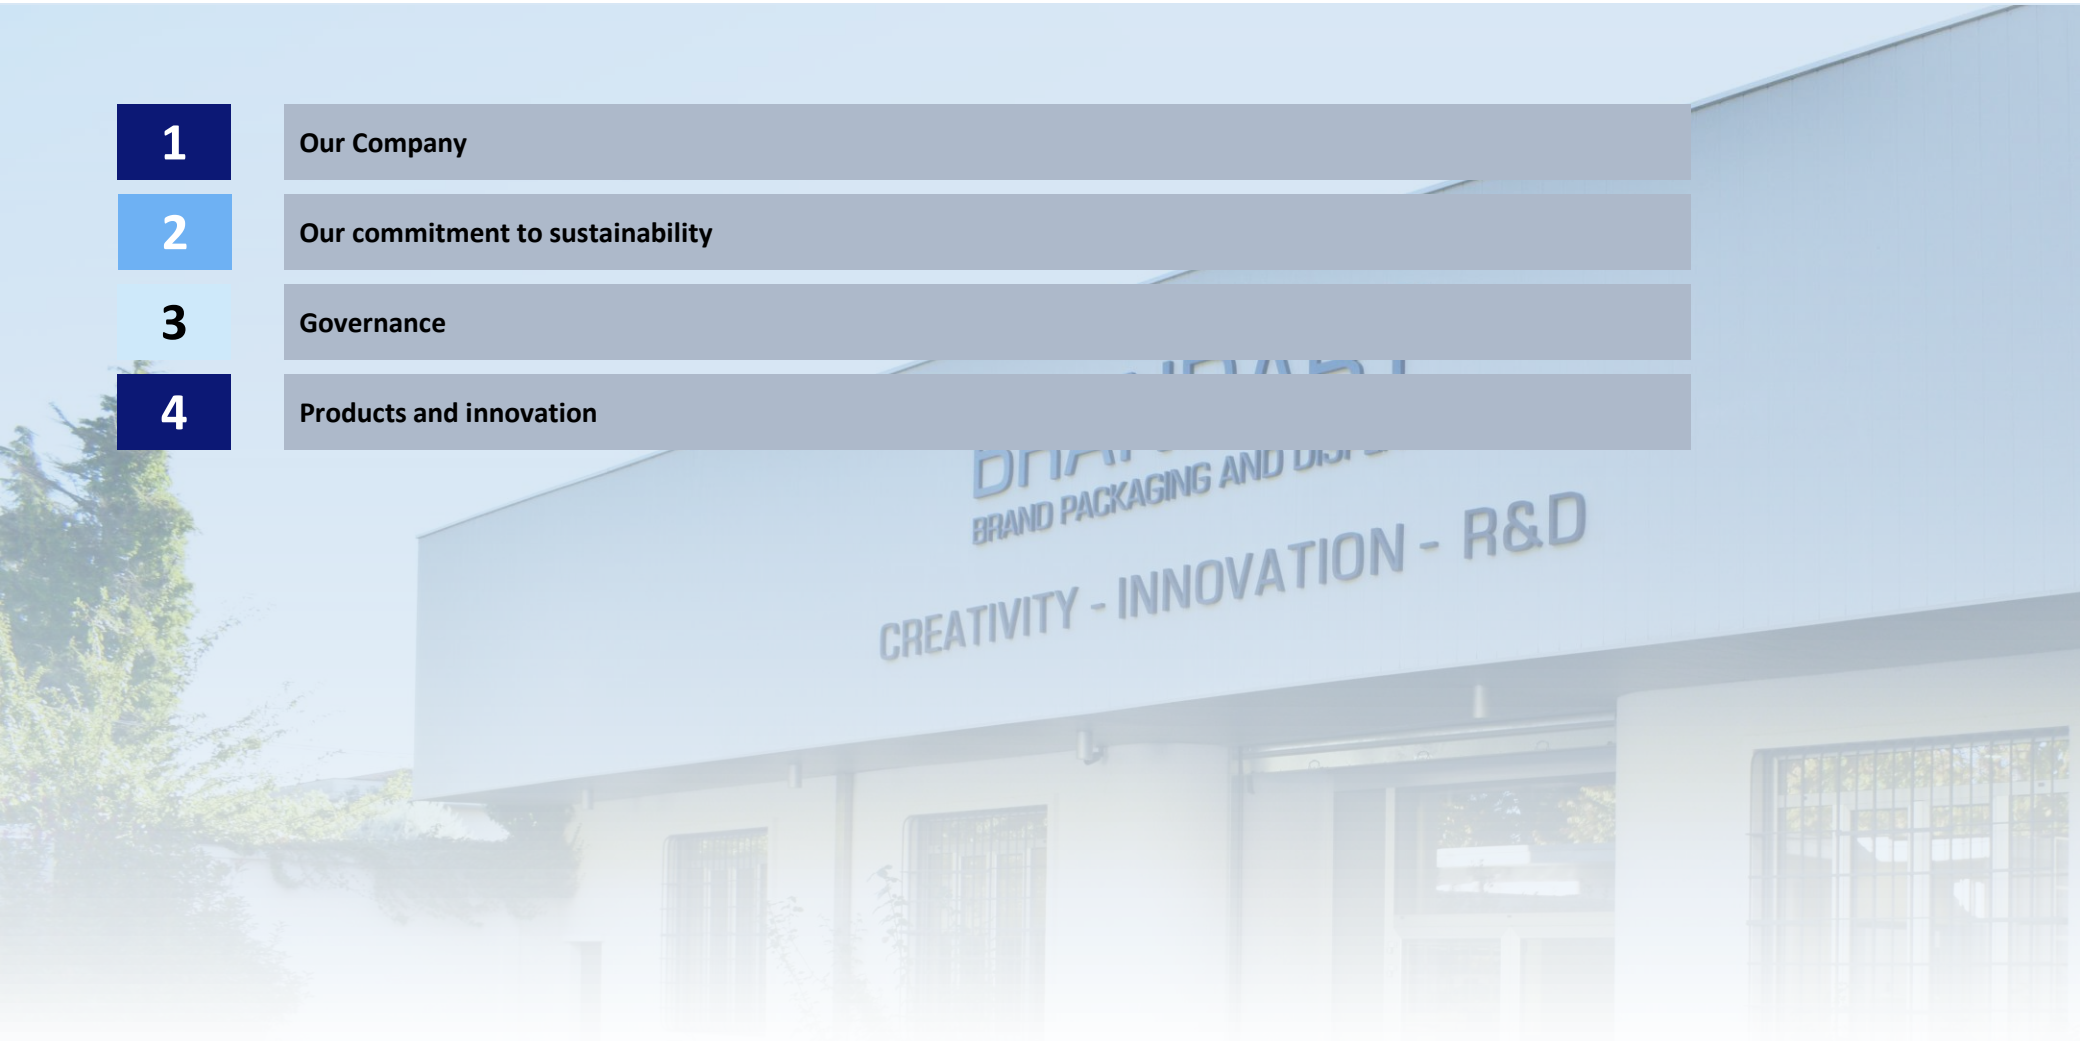 1 Our Company
2 Our commitment to sustainability
3 Governance
4 Products and innovation
BRAND PACKAGING AND
CREATIVITY - INNOVATION - R&D